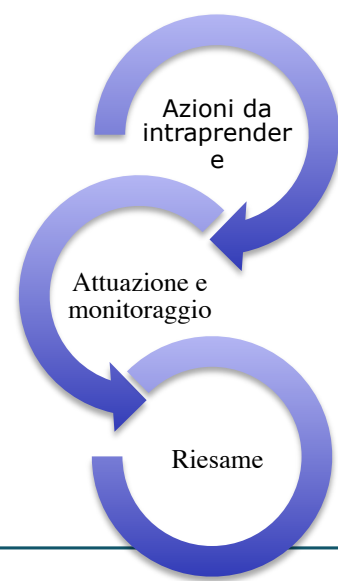 Azioni da
intraprender
e
Attuazione e
monitoraggio
Riesame